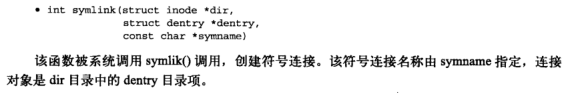 • int symlink(struct inode *dir,
struct dentry *dentry,
const char *symname)
该函数被系统调用 symlik() 调用，创建符号连接。该符号连接名称由 symname 指定，连接
对象是 dir 目录中的 dentry 目录项。